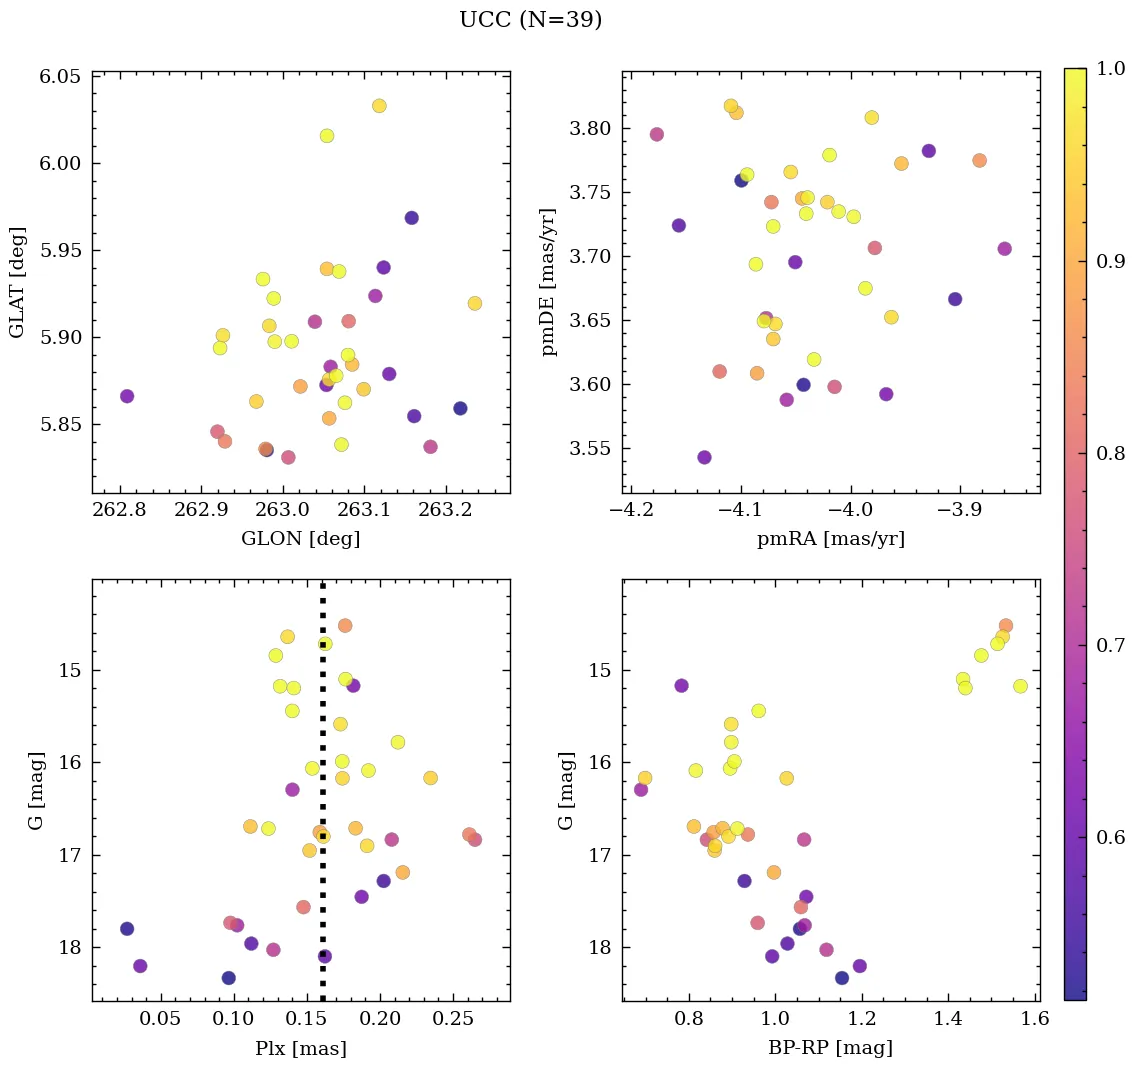 UCC (N=39)
6.05
6.00
5.95
5.90
5.85
GLAT [deg]
262.8 262.9 263.0 263.1 263.2
GLON [deg]
3.80
3.75
3.70
3.65
3.60
3.55
pmDE [mas/yr]
−4.2 −4.1 −4.0 −3.9
pmRA [mas/yr]
1.0
0.9
0.8
0.7
0.6
15
16
17
18
G [mag]
0.05 0.10 0.15 0.20 0.25
Plx [mas]
15
16
17
18
G [mag]
0.8 1.0 1.2 1.4 1.6
BP-RP [mag]